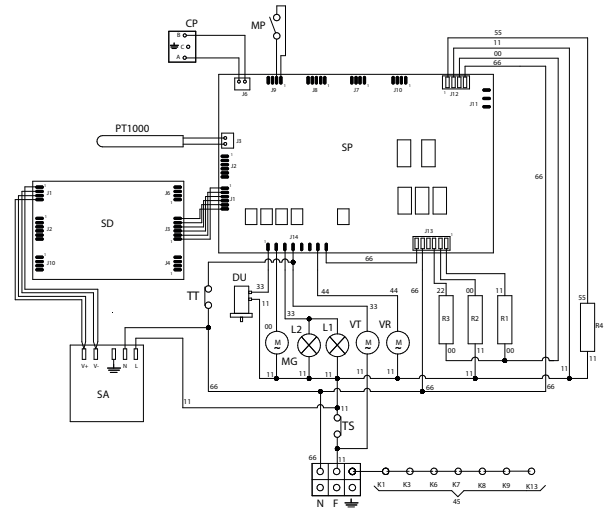 CP
MP
B
C
A
55
11
00
66
J6
J9
J8
J7
J10
J12
J11
PT1000
J3
SP
J2
66
J1
J6
J1
SD
J2
J3
J10
J4
J14
J13
66
TT
DU
33
11
44
33
44
66
22
00
11
55
00
L2
L1
VT
VR
R3
R2
R1
R4
M
M
M
MG
11
11
11
11
11
00
11
00
11
V+
V-
N
L
66
66
11
SA
11
11
TS
66
11
N
F
K1
K3
K6
K7
K8
K9
K13
45